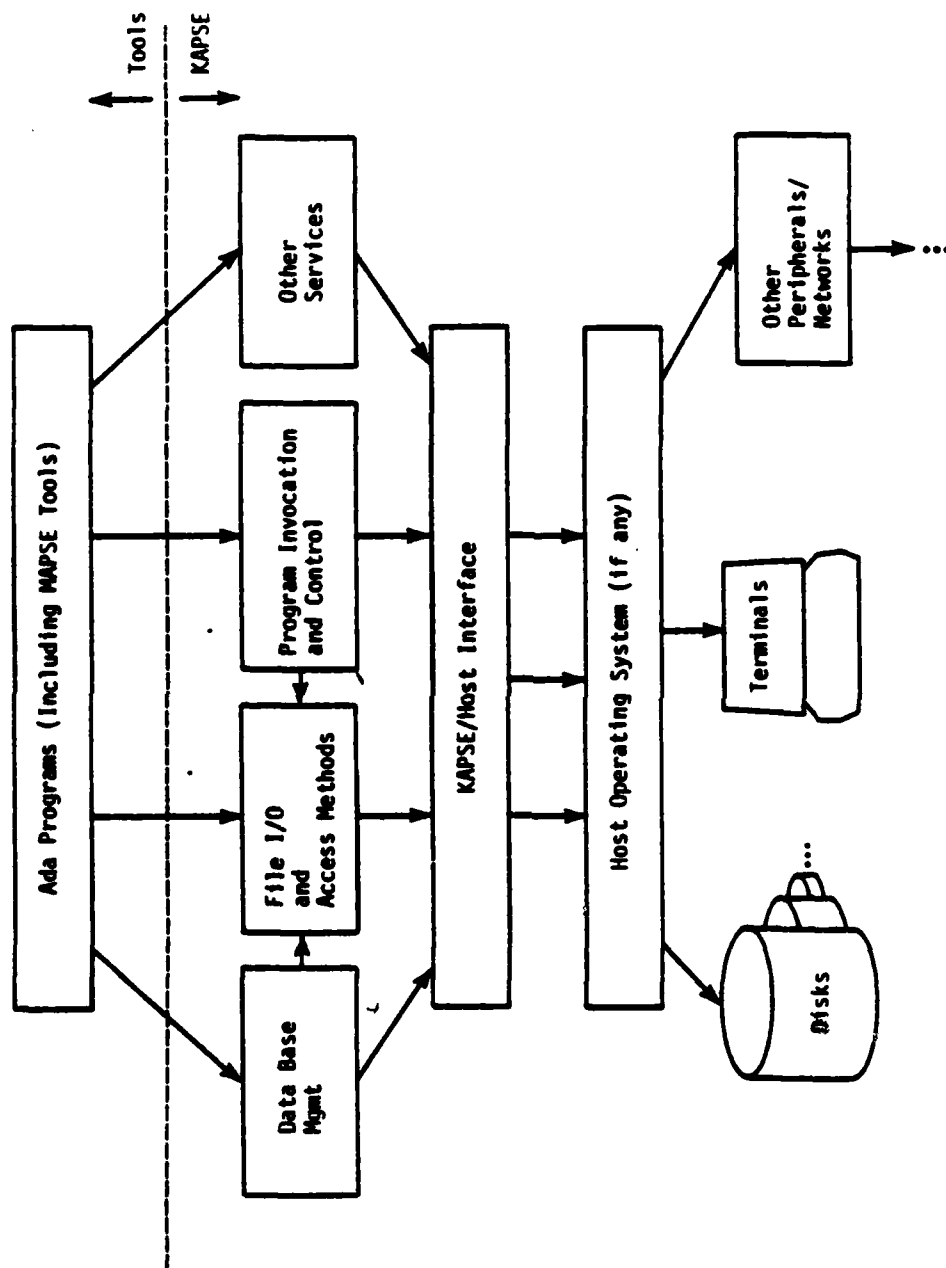 Ada Programs (Including MAPSE Tools)
Tools
KAPSE
Data Base
Mgmt
File I/O
and
Access Methods
Program Invocation
and Control
Other
Services
KAPSE/Host Interface
Host Operating System (if any)
Disks
...
Terminals
Other
Peripherals/
Networks
...